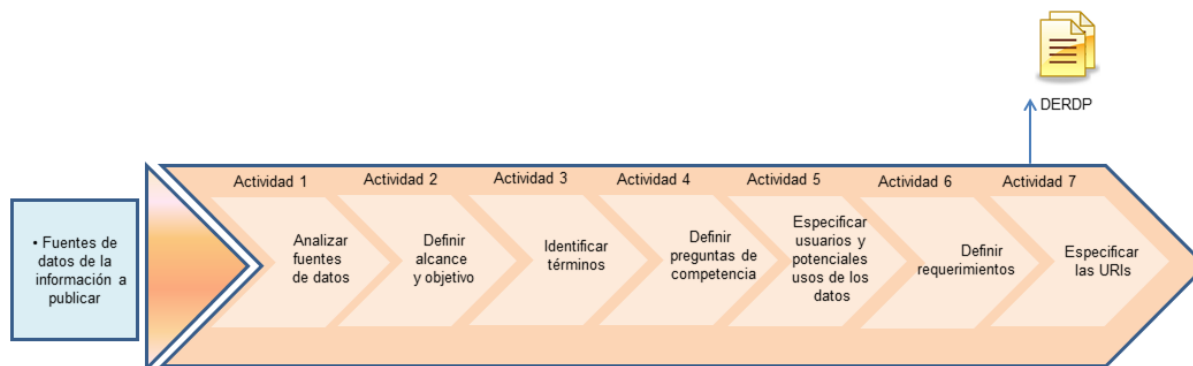 DERDP
Actividad 1
Actividad 2
Actividad 3
Actividad 4
Actividad 5
Actividad 6
Actividad 7
• Fuentes de
datos de la
información a
publicar
Analizar
fuentes
de datos
Definir
alcance
y objetivo
Identificar
términos
Definir
preguntas de
competencia
Especificar
usuarios y
potenciales
usos de los
datos
Definir
requerimientos
Especificar
las URIs